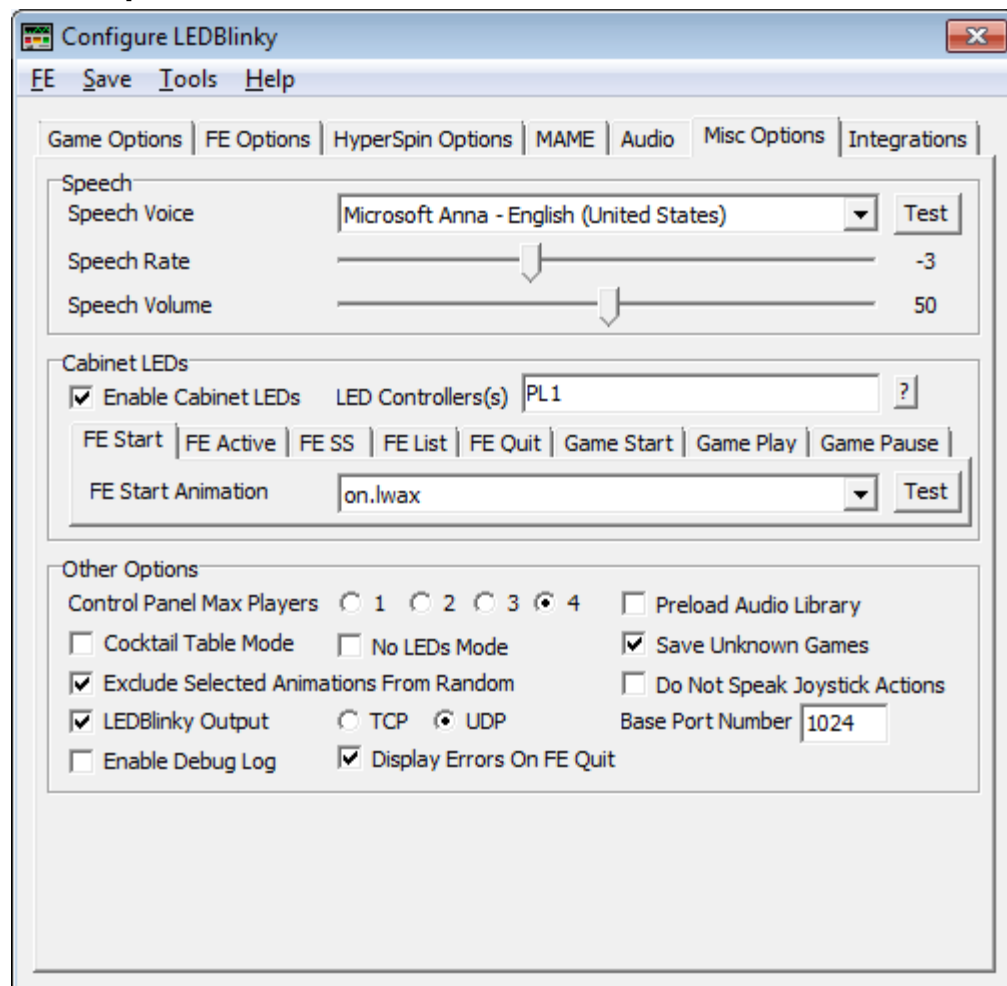 Configure LEDBlinky
FE Save Tools Help
Game Options FE Options HyperSpin Options MAME Audio Misc Options Integrations
Speech
Speech Voice Microsoft Anna - English (United States) Test
Speech Rate -3
Speech Volume 50
Cabinet LEDs
Enable Cabinet LEDs LED Controllers(s) PL1 ?
FE Start FE Active FE SS FE List FE Quit Game Start Game Play Game Pause
FE Start Animation on.lwax Test
Other Options
Control Panel Max Players 1 2 3 4 Preload Audio Library
Cocktail Table Mode No LEDs Mode Save Unknown Games
Exclude Selected Animations From Random Do Not Speak Joystick Actions
LEDBlinky Output TCP UDP Base Port Number 1024
Enable Debug Log Display Errors On FE Quit